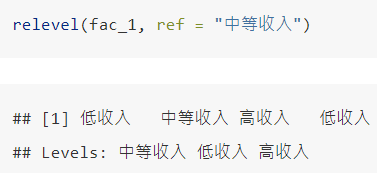 relevel(fac_1, ref = "中等收入")
## [1] 低收入   中等收入 高收入   低收入
## Levels: 中等收入 低收入 高收入